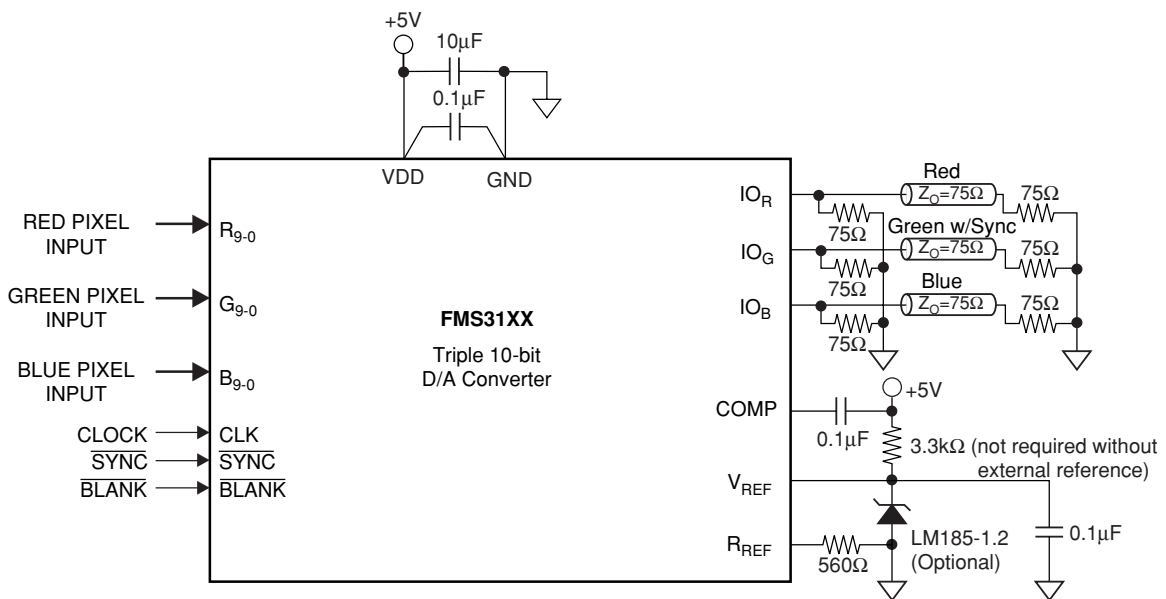 +5V
10μF
0.1μF
VDD
GND
RED PIXEL
INPUT
R9-0
GREEN PIXEL
INPUT
G9-0
BLUE PIXEL
INPUT
B9-0
CLOCK
CLK
SYNC
SYNC
BLANK
BLANK
FMS31XX
Triple 10-bit
D/A Converter
IOR
Red
ZO=75Ω
75Ω
75Ω
IOG
Green w/Sync
ZO=75Ω
75Ω
75Ω
IOB
Blue
ZO=75Ω
75Ω
75Ω
COMP
0.1μF
+5V
3.3kΩ (not required without
external reference)
VREF
LM185-1.2
(Optional)
0.1μF
RREF
560Ω